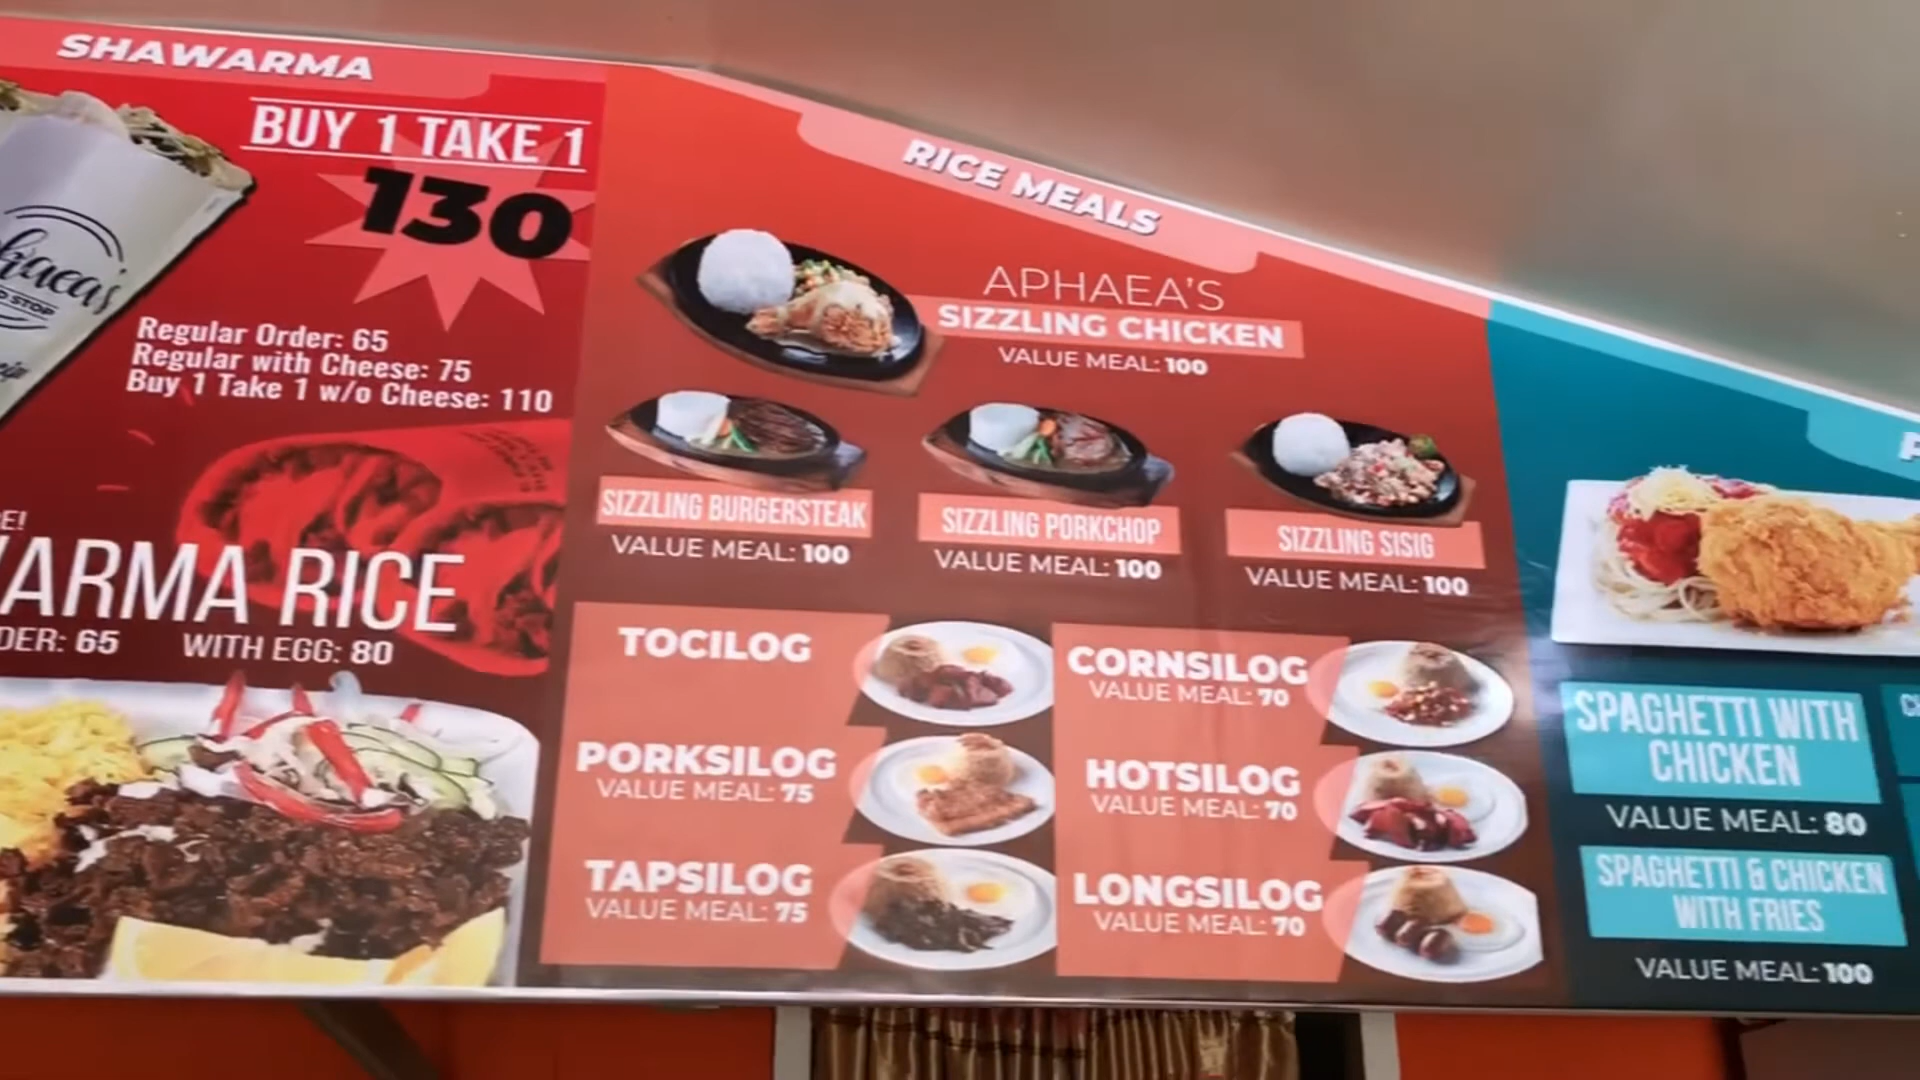 SHAWARMA
BUY 1 TAKE 1
130
Regular Order: 65
Regular with Cheese: 75
Buy 1 Take 1 w/o Cheese: 110
RICE
65
WITH EGG: 80
RICE MEALS
APHAEA'S
SIZZLING CHICKEN
VALUE MEAL: 100
SIZZLING BURGERSTEAK
VALUE MEAL: 100
SIZZLING PORKCHOP
VALUE MEAL: 100
SIZZLING SISIG
VALUE MEAL: 100
TOCILOG
PORKSILOG
VALUE MEAL: 75
TAPSILOG
VALUE MEAL: 75
CORNSILOG
VALUE MEAL: 70
HOTSILOG
VALUE MEAL: 70
LONGSILOG
VALUE MEAL: 70
SPAGHETTI WITH
CHICKEN
VALUE MEAL: 80
SPAGHETTI & CHICKEN
WITH FRIES
VALUE MEAL: 100